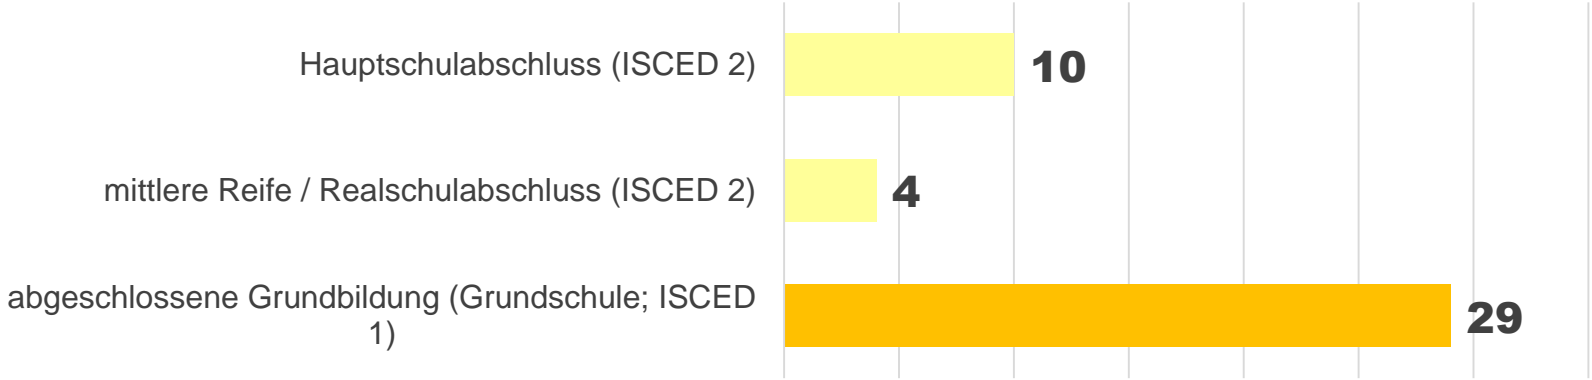 Hauptschulabschluss (ISCED 2)
10
mittlere Reife / Realschulabschluss (ISCED 2)
4
abgeschlossene Grundbildung (Grundschule; ISCED
1)
29